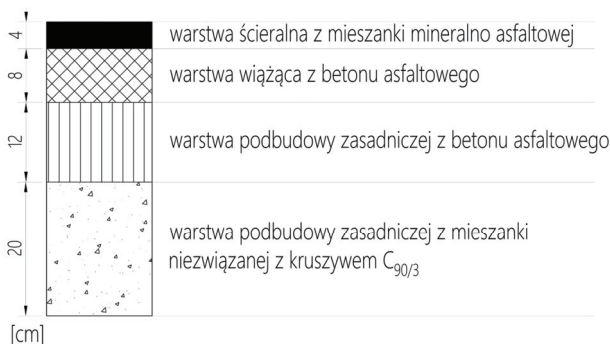 4
warstwa ścieralna z mieszanki mineralno asfaltowej
8
warstwa wiążąca z betonu asfaltowego
12
warstwa podbudowy zasadniczej z betonu asfaltowego
20
warstwa podbudowy zasadniczej z mieszanki
niezwiązanej z kruszywem C90/3
[cm]